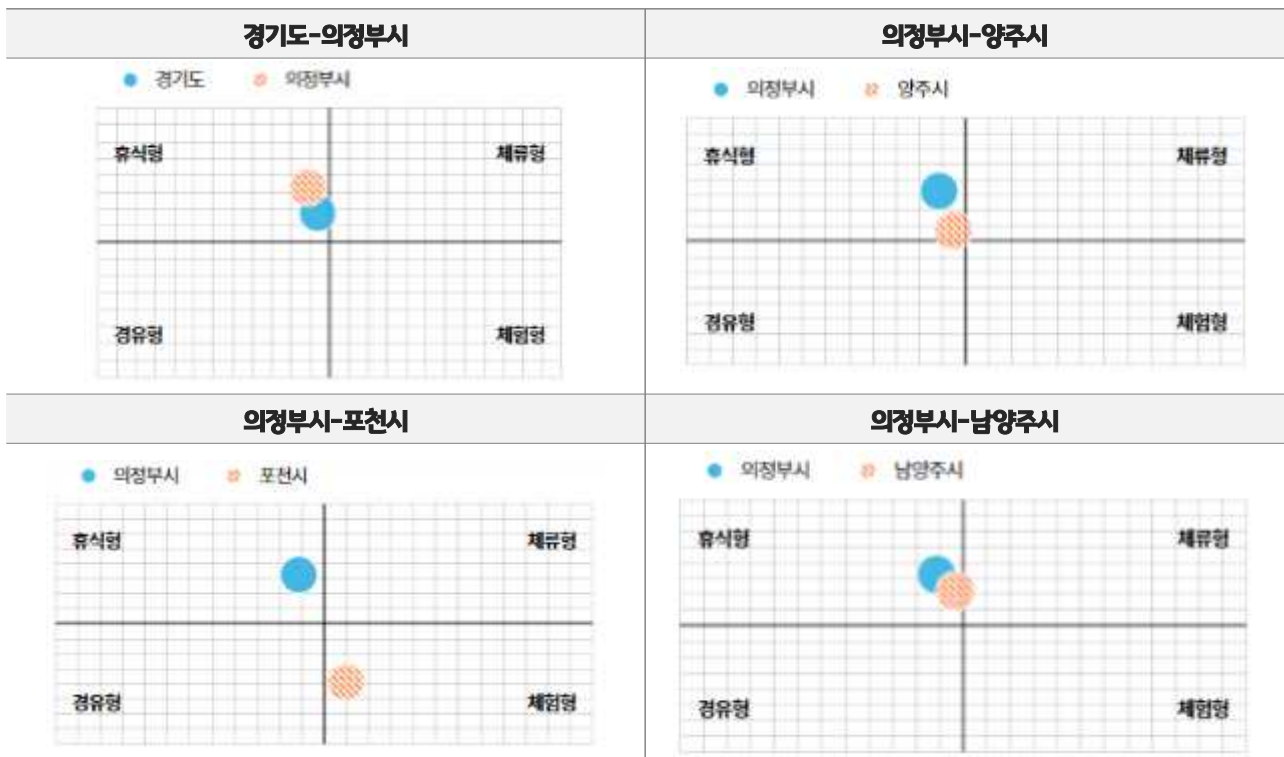 경기도-의정부시
의정부시-양주시
경기도 의정부시
휴식형 체류형
경유형 체험형
의정부시 양주시
휴식형 체류형
경유형 체험형
의정부시-포천시
의정부시-남양주시
의정부시 포천시
휴식형 체류형
경유형 체험형
의정부시 남양주시
휴식형 체류형
경유형 체험형